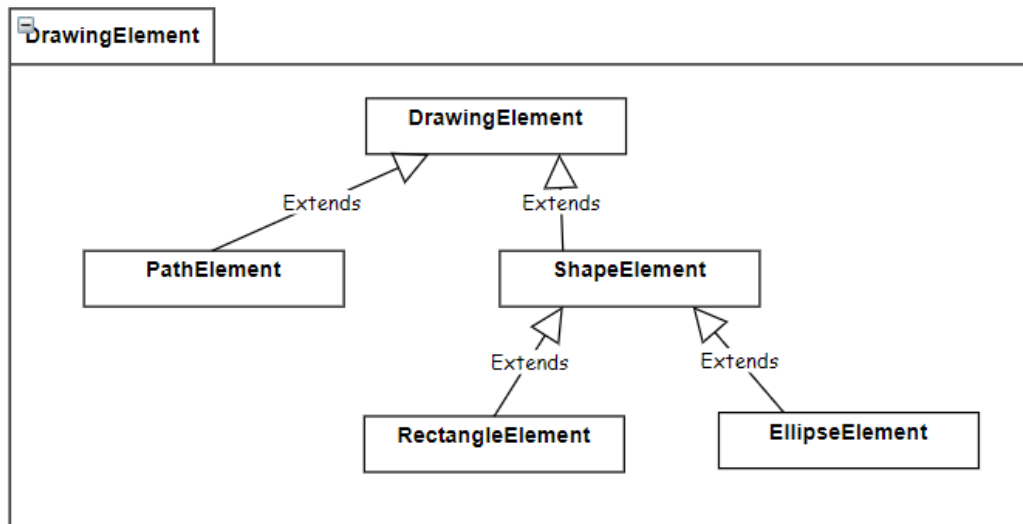 DrawingElement
DrawingElement
Extends
Extends
PathElement
ShapeElement
Extends
Extends
RectangleElement
EllipseElement